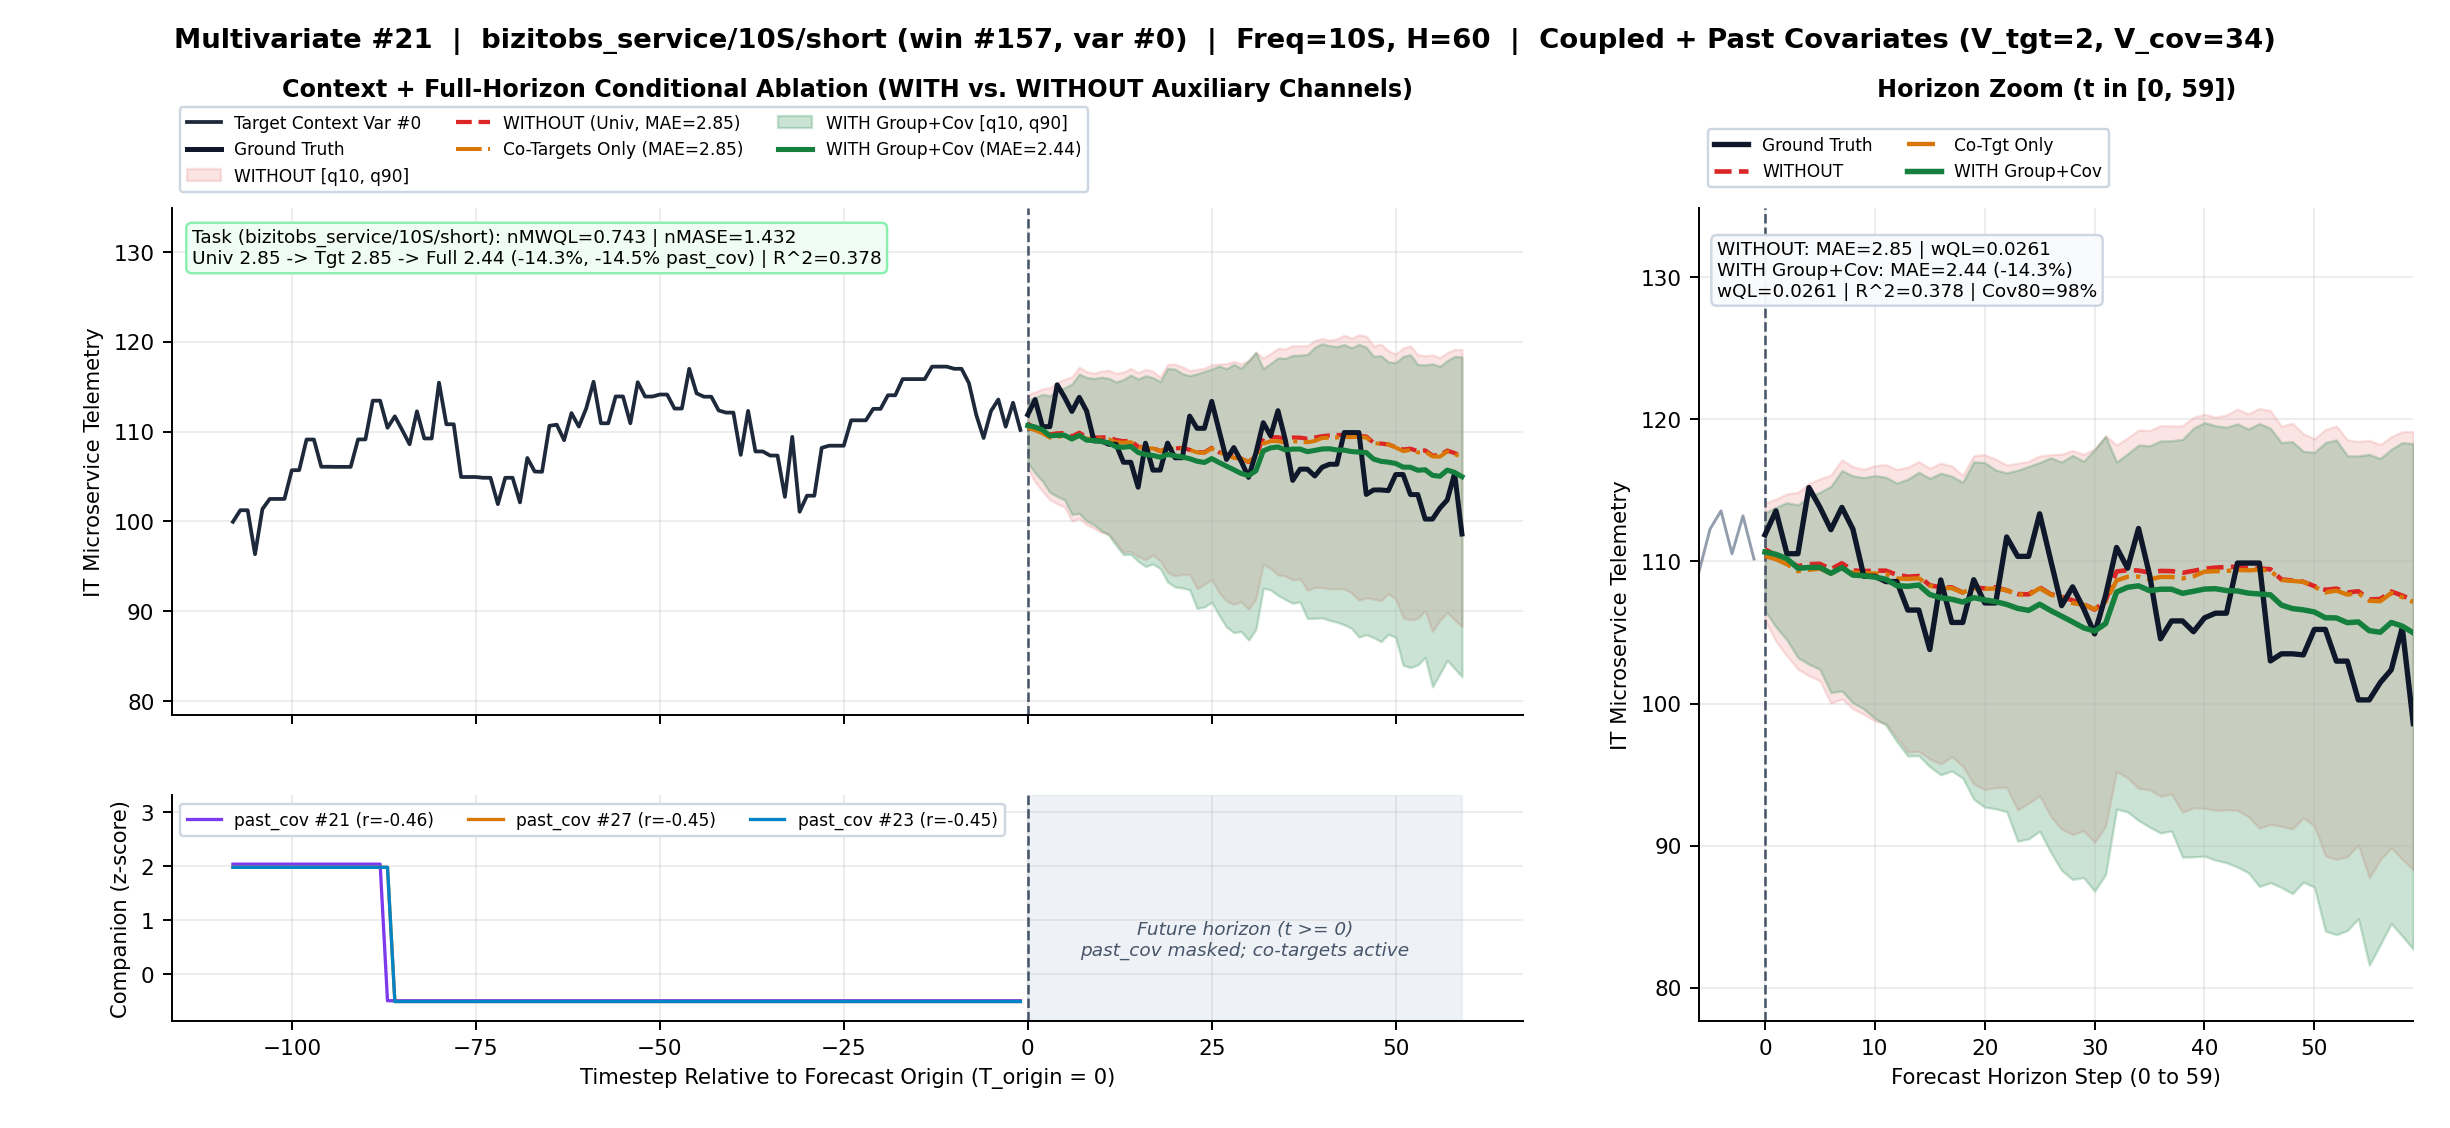 Multivariate #21 | bizitobs_service/10S/short (win #157, var #0) | Freq=10S, H=60 | Coupled + Past Covariates (V_tgt=2, V_cov=34)
Context + Full-Horizon Conditional Ablation (WITH vs. WITHOUT Auxiliary Channels)
Target Context Var #0
Ground Truth
WITHOUT [q10, q90]
WITHOUT (Univ, MAE=2.85)
Co-Targets Only (MAE=2.85)
WITH Group+Cov [q10, q90]
WITH Group+Cov (MAE=2.44)
Task (bizitobs_service/10S/short): nMWQL=0.743 | nMASE=1.432
Univ 2.85 -> Tgt 2.85 -> Full 2.44 (-14.3%, -14.5% past_cov) | R^2=0.378
IT Microservice Telemetry
130
120
110
100
90
80
past_cov #21 (r=-0.46)
past_cov #27 (r=-0.45)
past_cov #23 (r=-0.45)
Companion (z-score)
3
2
1
0
Future horizon (t >= 0)
past_cov masked; co-targets active
−100
−75
−50
−25
0
25
50
Timestep Relative to Forecast Origin (T_origin = 0)
Horizon Zoom (t in [0, 59])
Ground Truth
WITHOUT
Co-Tgt Only
WITH Group+Cov
WITHOUT: MAE=2.85 | wQL=0.0261
WITH Group+Cov: MAE=2.44 (-14.3%)
wQL=0.0261 | R^2=0.378 | Cov80=98%
IT Microservice Telemetry
130
120
110
100
90
80
0
10
20
30
40
50
Forecast Horizon Step (0 to 59)